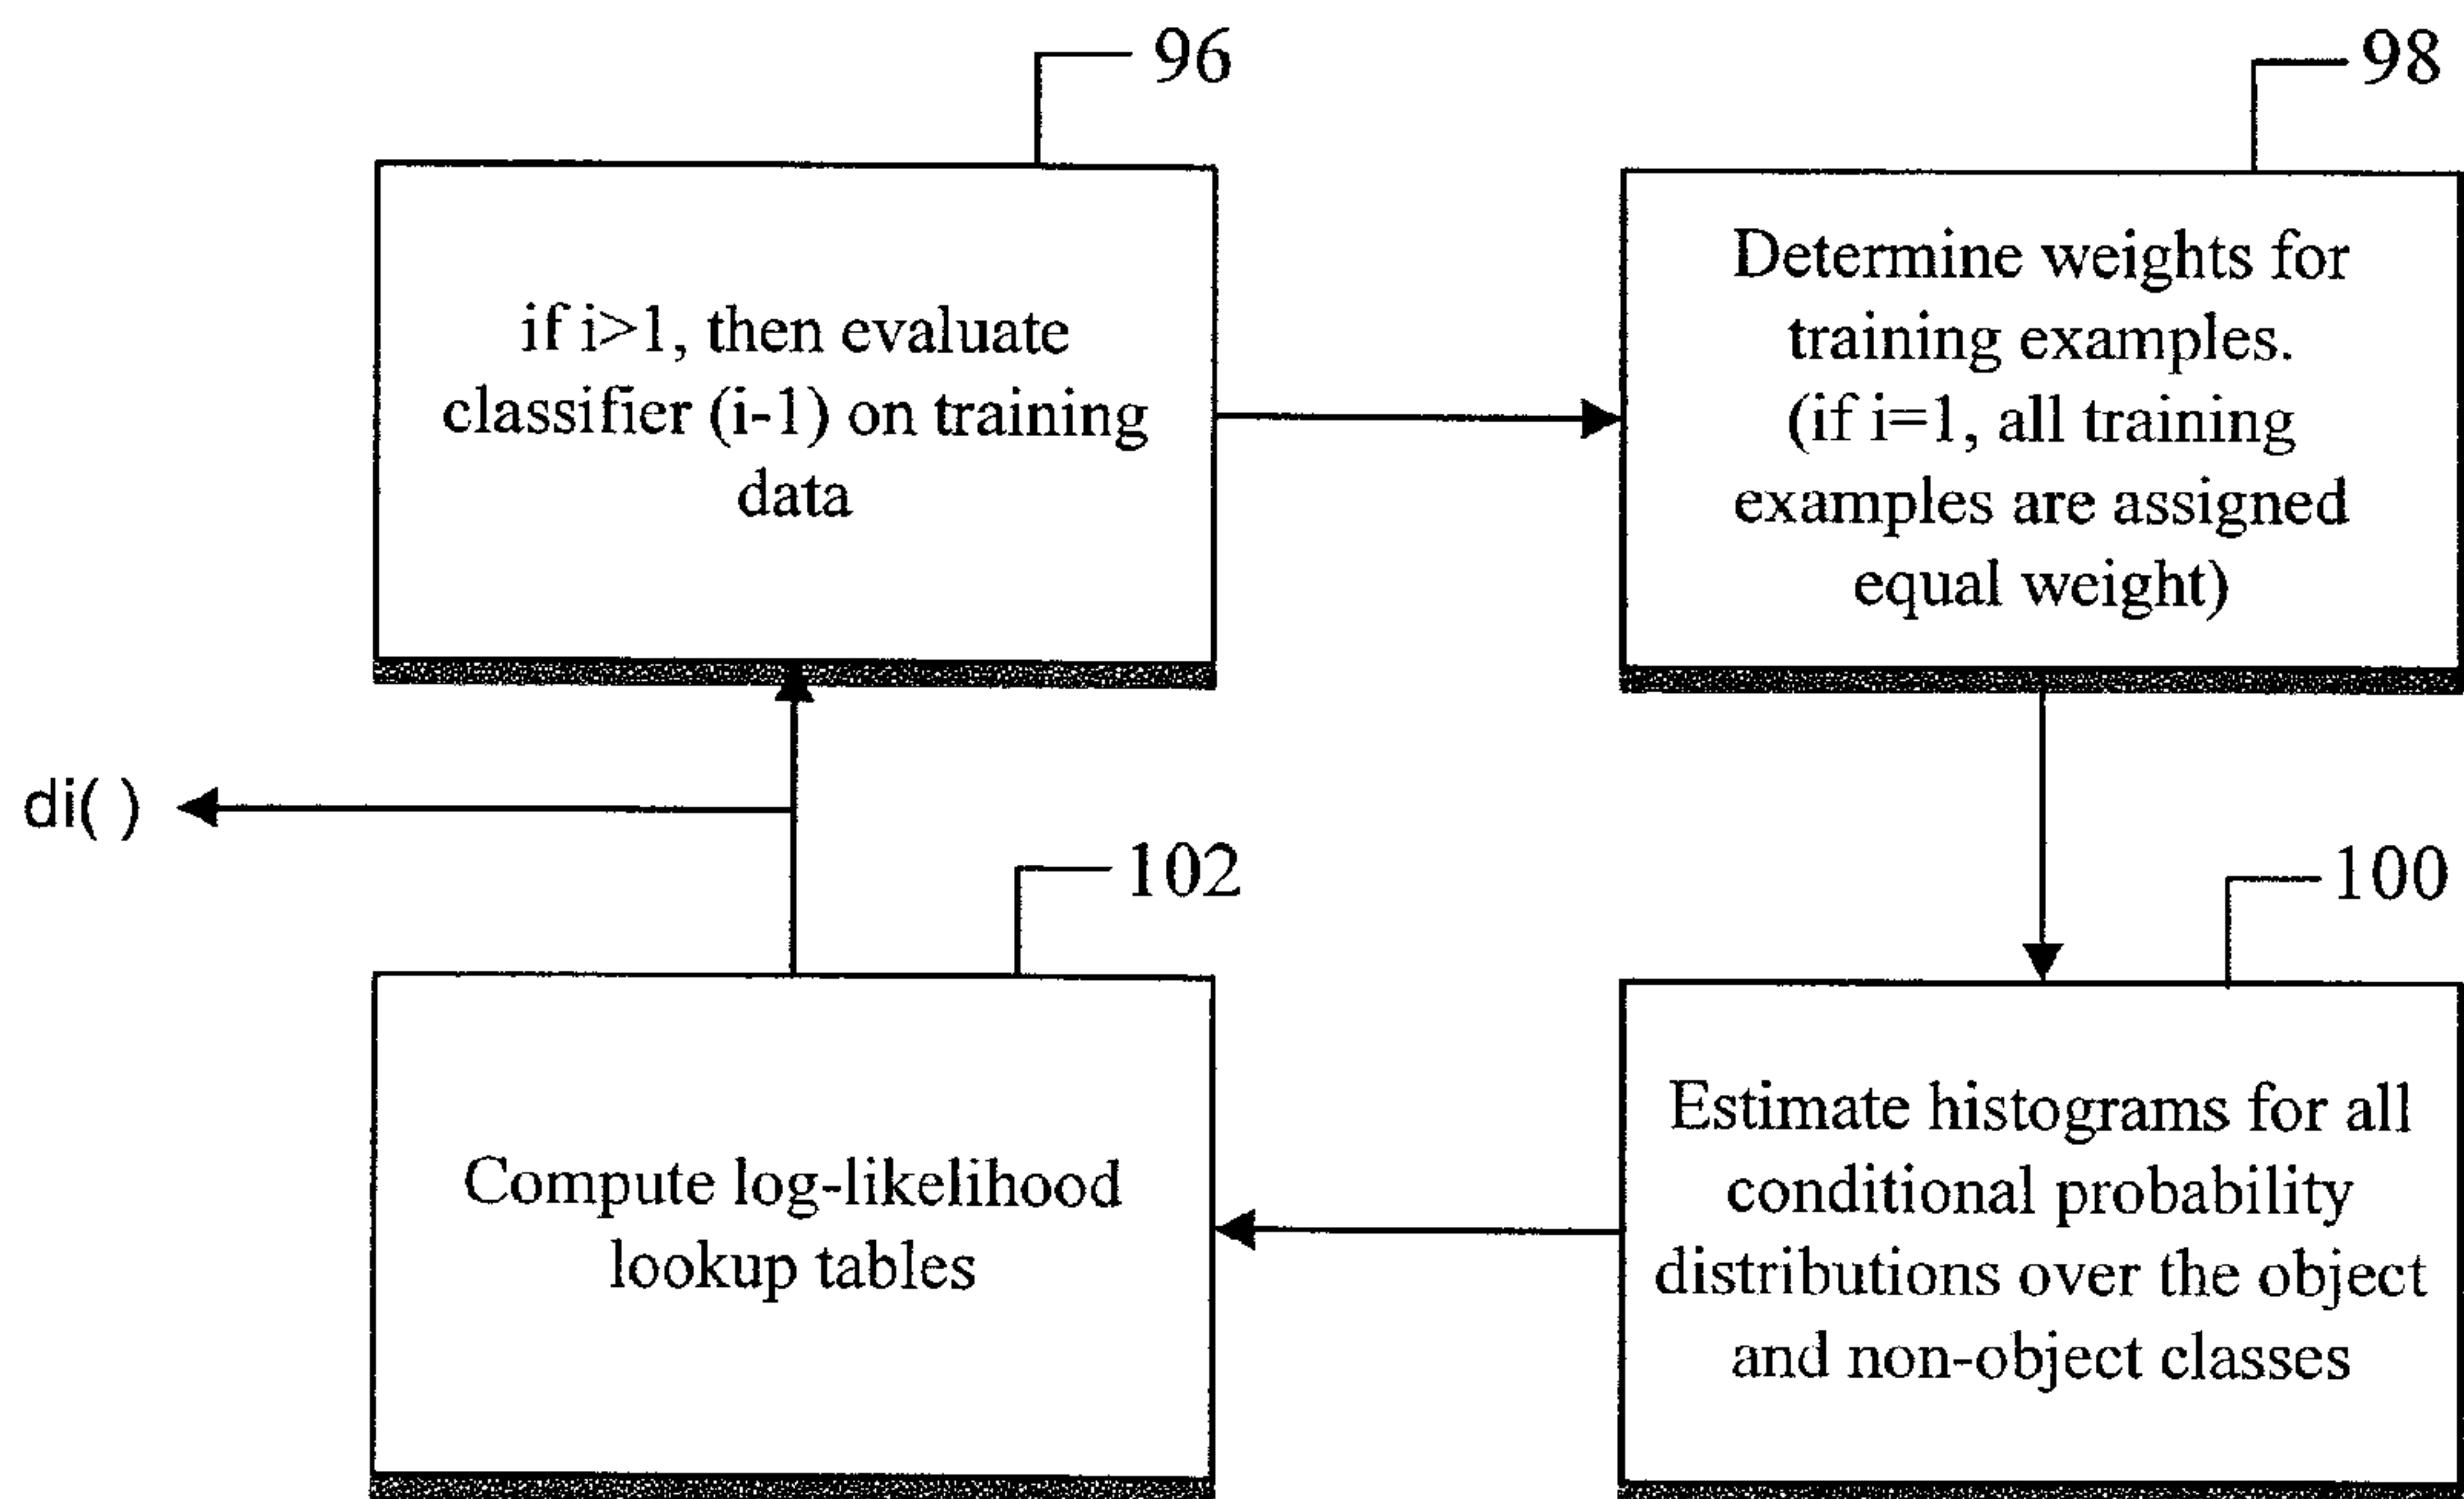 96
98
if i>1, then evaluate
classifier (i-1) on training
data
Determine weights for
training examples.
(if i=1, all training
examples are assigned
equal weight)
di( )
102
100
Compute log-likelihood
lookup tables
Estimate histograms for all
conditional probability
distributions over the object
and non-object classes